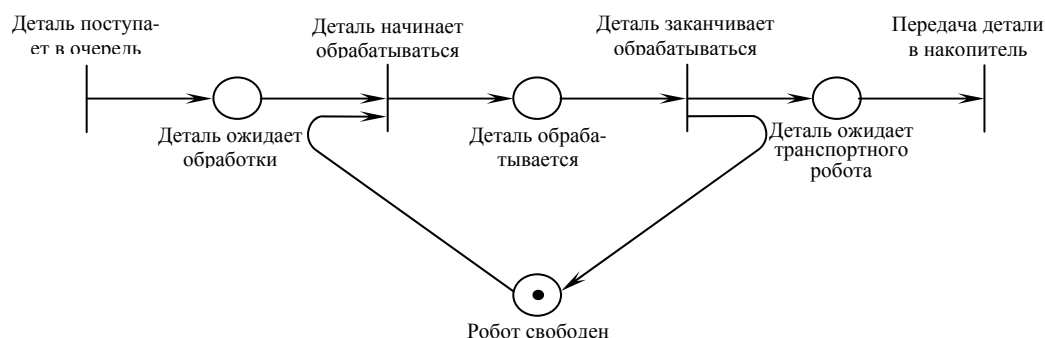 Деталь поступа-
ет в очередь
Деталь начинает
обрабатываться
Деталь заканчивает
обрабатываться
Передача детали
в накопитель
Деталь ожидает
обработки
Деталь обраба-
тывается
Деталь ожидает
транспортного
робота
Робот свободен